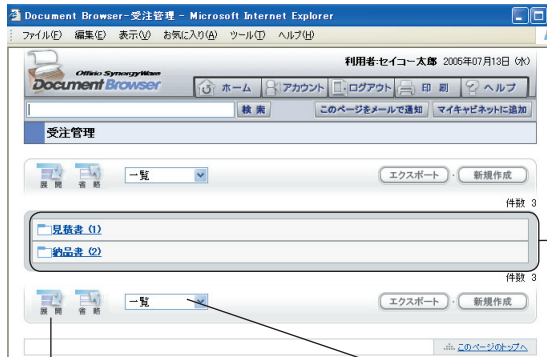 Document Browser-受注管理 - Microsoft Internet Explorer
ファイル(F) 編集(E) 表示(V) お気に入り(A) ツール(T) ヘルプ(H)
利用者:セイコー太郎 2005年07月13日 (水)
Offirio SynergyWare
Document Browser
ホーム アカウント ログアウト 印 刷 ヘルプ
検 索 このページをメールで通知 マイキャビネットに追加
受注管理
展 開 省 略 一覧 エクスポート 新規作成
件数 3
見積書 (1)
納品書 (2)
件数 3
展 開 省 略 一覧 エクスポート 新規作成
このページのトップへ